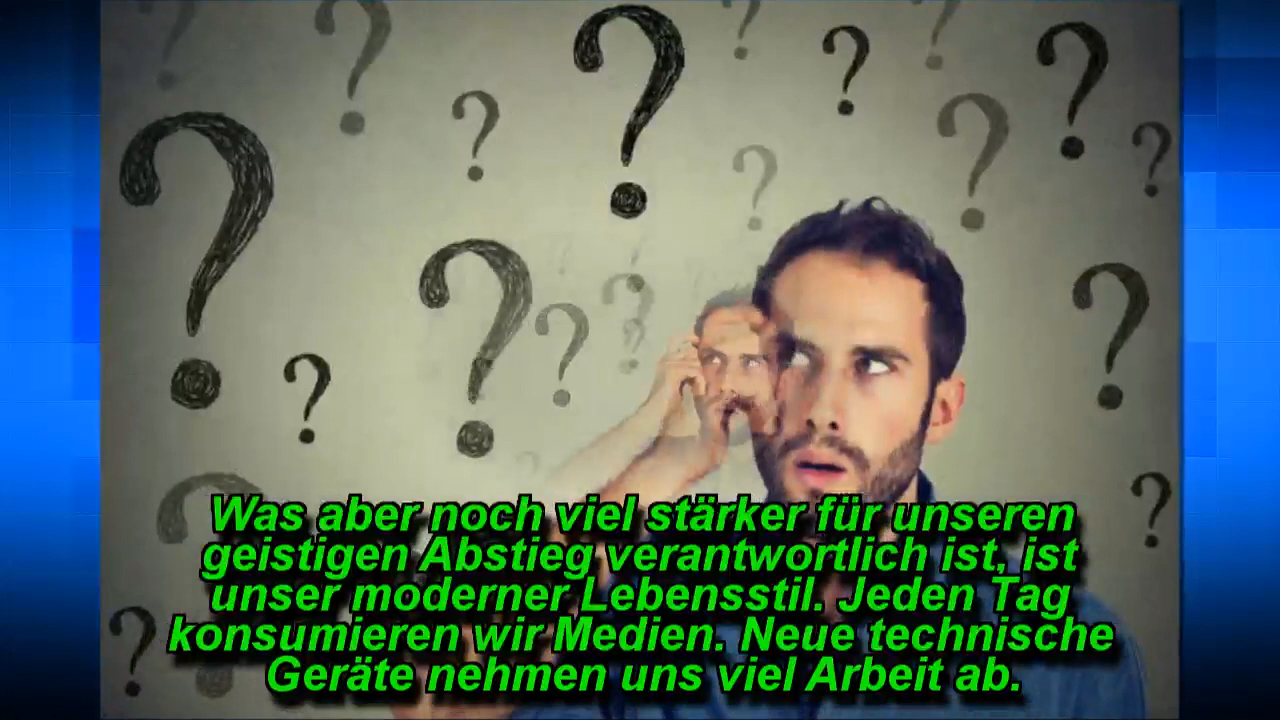 Was aber noch viel stärker für unseren
geistigen Abstieg verantwortlich ist, ist
unser moderner Lebensstil. Jeden Tag
konsumieren wir Medien. Neue technische
Geräte nehmen uns viel Arbeit ab.